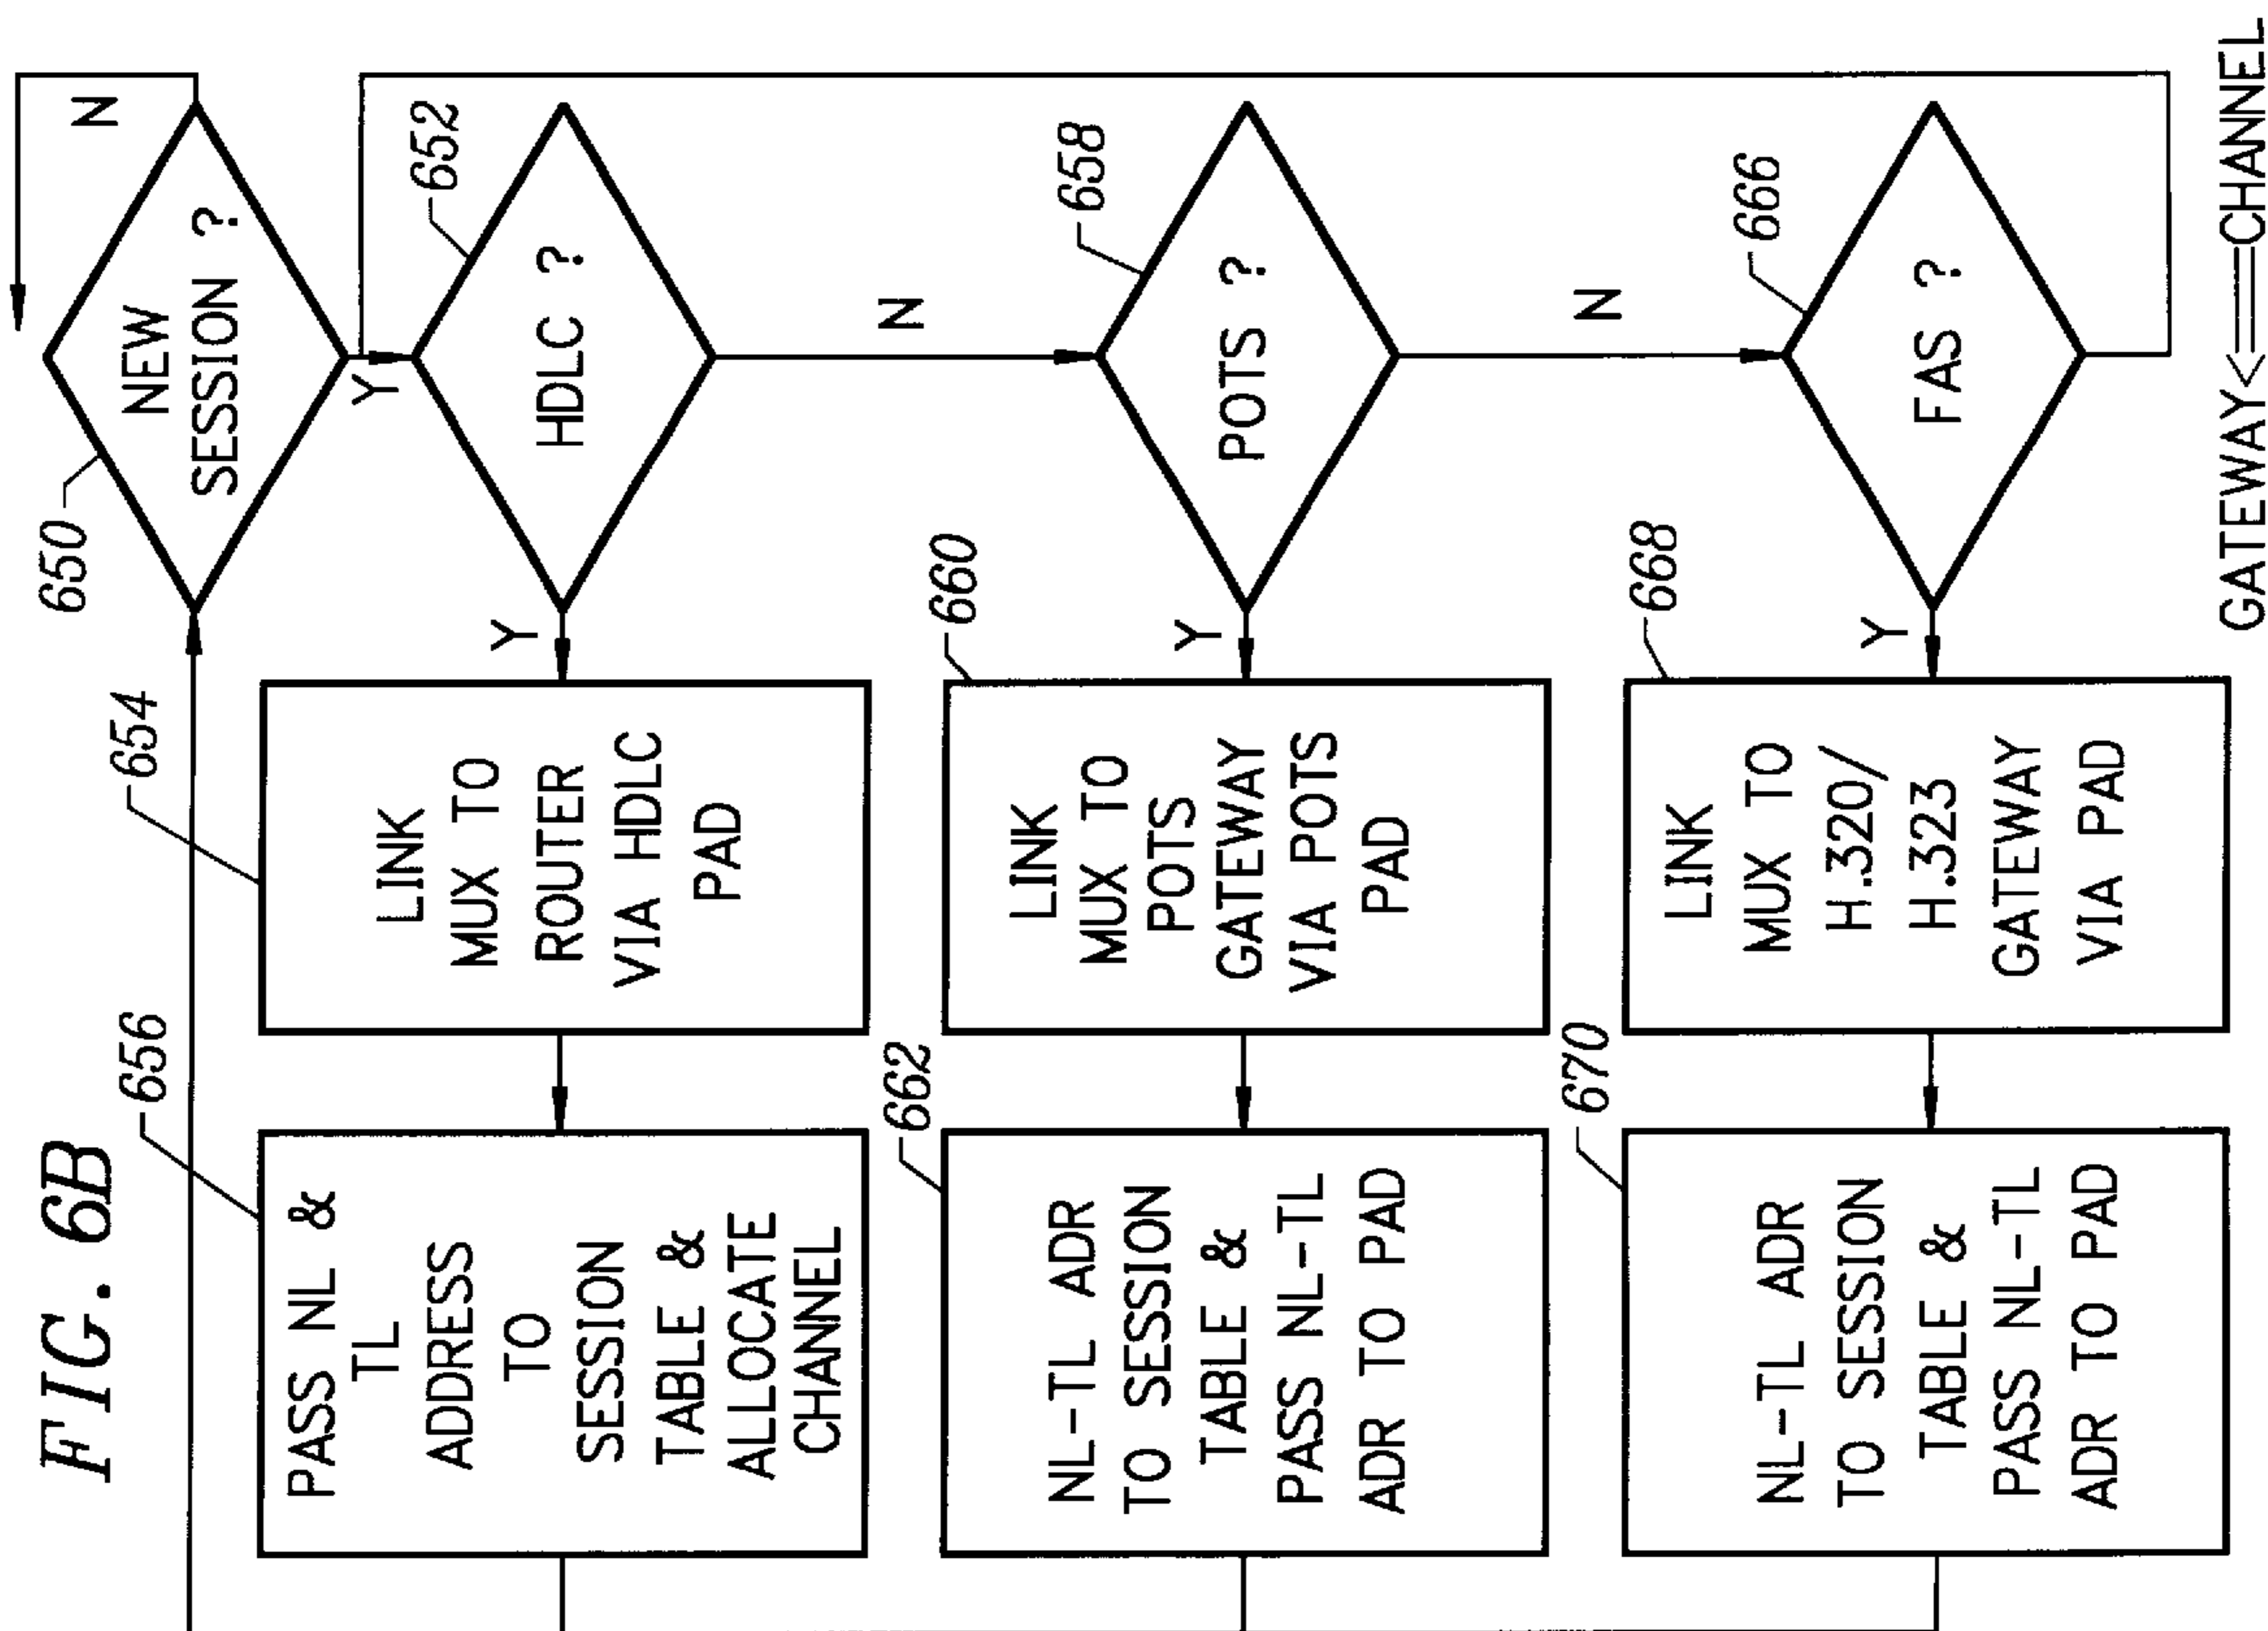 FIG. 6B
650
NEW
SESSION ?
N
Y
652
HDLC ?
Y
N
654
LINK
MUX TO
ROUTER
VIA HDLC
PAD
656
PASS NL &
TL
ADDRESS
TO
SESSION
TABLE &
ALLOCATE
CHANNEL
658
POTS ?
Y
N
660
LINK
MUX TO
POTS
GATEWAY
VIA POTS
PAD
662
NL-TL ADR
TO SESSION
TABLE &
PASS NL-TL
ADR TO PAD
666
FAS ?
Y
668
LINK
MUX TO
H.320/
H.323
GATEWAY
VIA PAD
670
NL-TL ADR
TO SESSION
TABLE &
PASS NL-TL
ADR TO PAD
GATEWAY<==CHANNEL